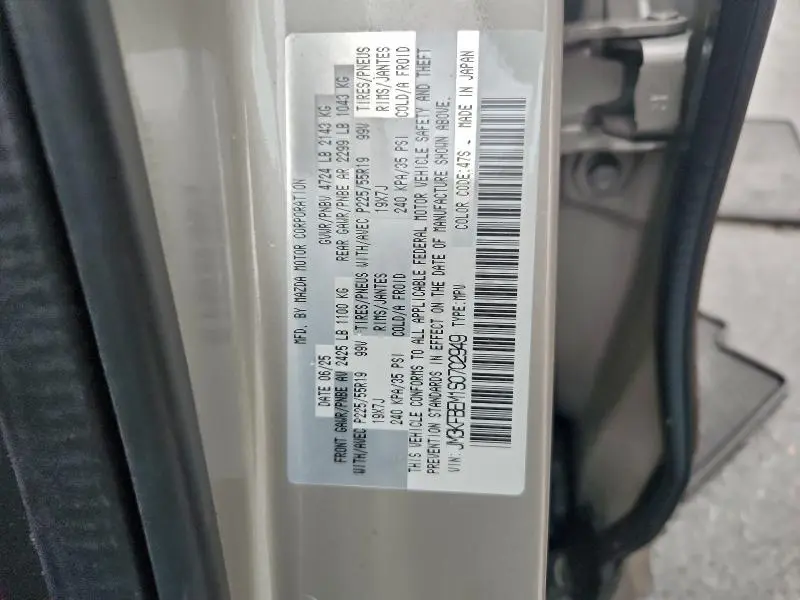 MFD. BY MAZDA MOTOR CORPORATION
DATE 06/25 GVWR/PNBV 4724 LB 2143 KG
FRONT GAWR/PNBE AV 2425 LB 1100 KG REAR GAWR/PNBE AR 2299 LB 1043 KG
WITH/AVEC P225/55R19 99V TIRES/PNEUS WITH/AVEC P225/55R19 99V TIRES/PNEUS
19X7J RIMS/JANTES 19X7J RIMS/JANTES
240 KPA/35 PSI COLD/A FROID 240 KPA/35 PSI COLD/A FROID
THIS VEHICLE CONFORMS TO ALL APPLICABLE FEDERAL MOTOR VEHICLE SAFETY AND THEFT
PREVENTION STANDARDS IN EFFECT ON THE DATE OF MANUFACTURE SHOWN ABOVE.
VIN: JM3KFBEM1S0702949 TYPE:MPV COLOR CODE:47S - MADE IN JAPAN